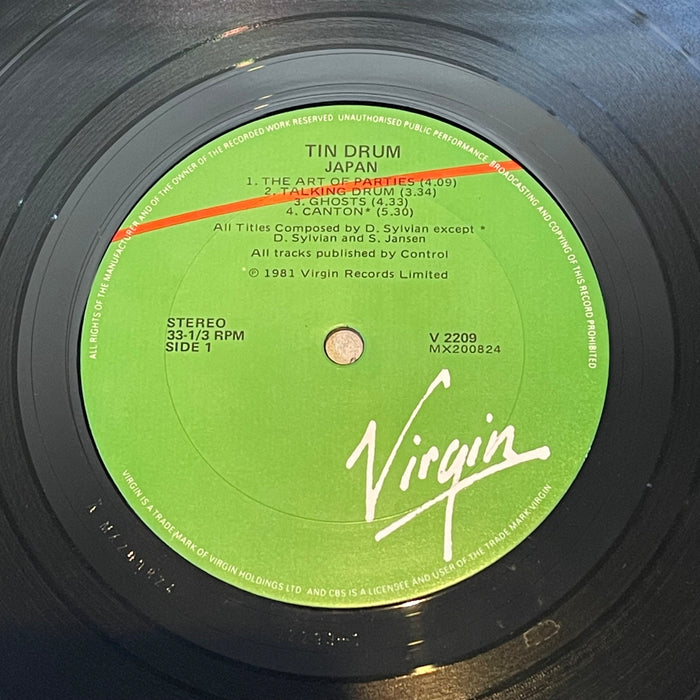 ALL RIGHTS OF THE MANUFACTURER AND OF THE OWNER OF THE RECORDED WORK RESERVED UNAUTHORISED PUBLIC PERFORMANCE, BROADCASTING AND COPYING OF THIS RECORD PROHIBITED
TIN DRUM
JAPAN
1. THE ART OF PARTIES (4.09)
2. TALKING DRUM (3.34)
3. GHOSTS (4.33)
4. CANTON* (5.30)
All Titles Composed by D. Sylvian except *
D. Sylvian and S. Jansen
All tracks published by Control
℗ 1981 Virgin Records Limited
STEREO
33-1/3 RPM
SIDE 1
V 2209
MX200824
Virgin
VIRGIN IS A TRADE MARK OF VIRGIN HOLDINGS LTD AND CBS IS A LICENSEE AND USER OF THE TRADE MARK VIRGIN